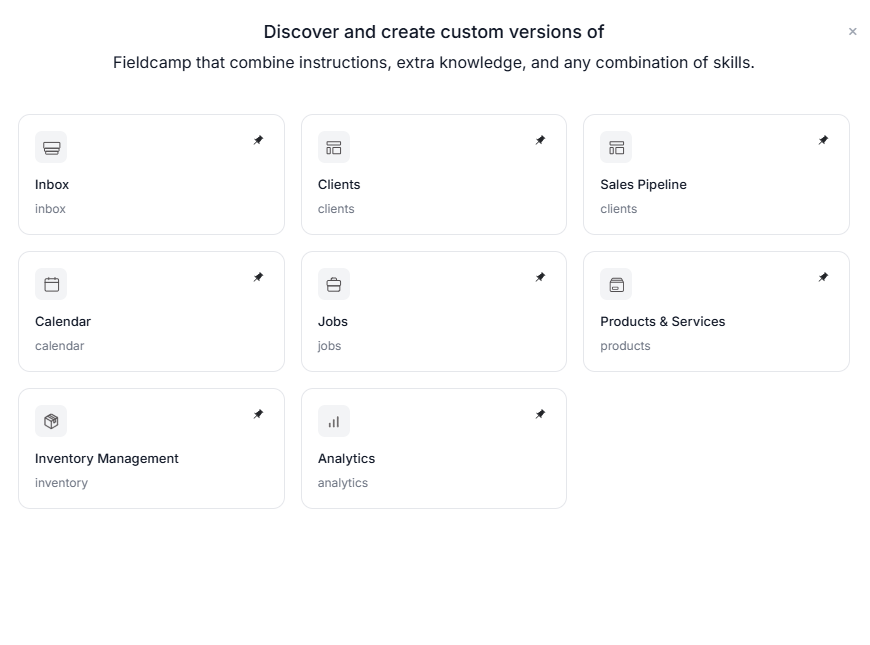 Discover and create custom versions of
Fieldcamp that combine instructions, extra knowledge, and any combination of skills.
×
Inbox
inbox
Clients
clients
Sales Pipeline
clients
Calendar
calendar
Jobs
jobs
Products & Services
products
Inventory Management
inventory
Analytics
analytics